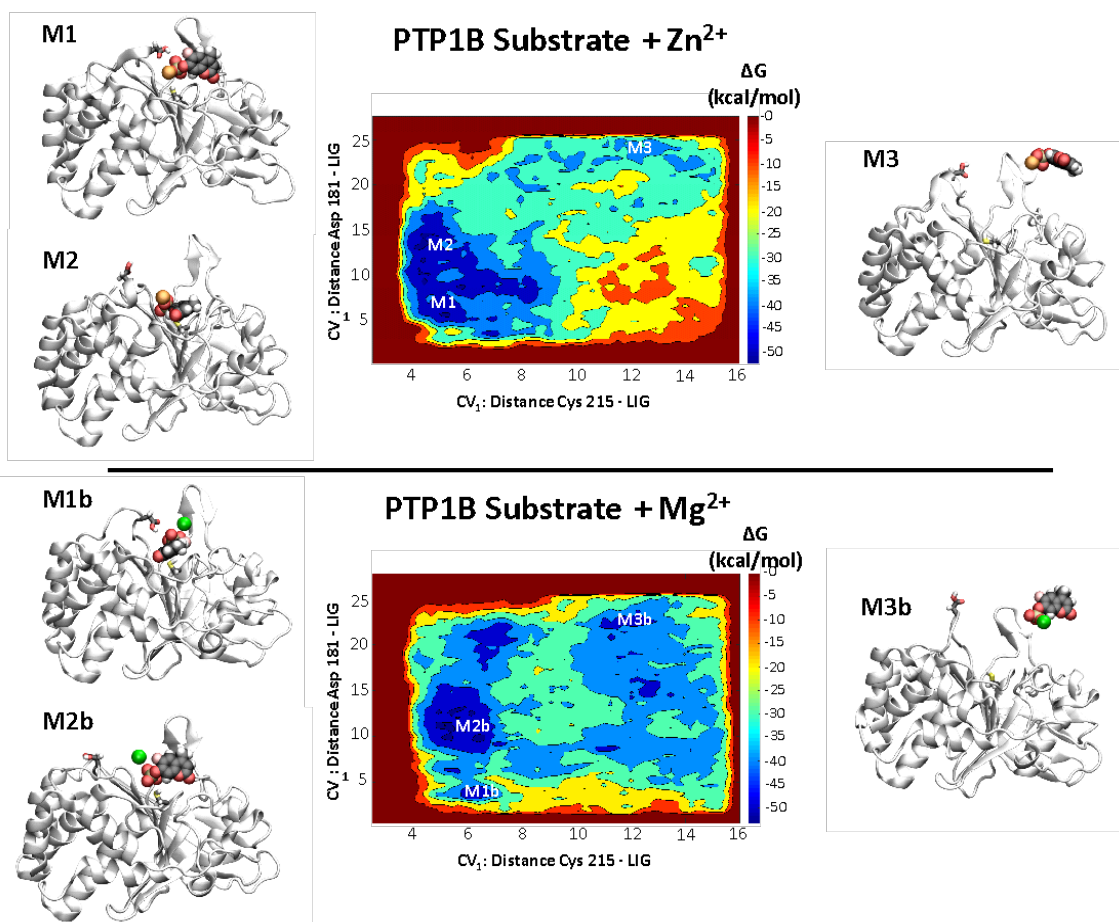 M1
PTP1B Substrate + Zn²⁺
ΔG
(kcal/mol)
-0
-5
-10
-15
-20
-25
-30
-35
-40
-45
-50
CV₁: Distance Asp 181 - LIG
25
20
15
10
5
M3
M2
M1
4 6 8 10 12 14 16
CV₁: Distance Cys 215 - LIG
M2
M3
M1b
PTP1B Substrate + Mg²⁺
ΔG
(kcal/mol)
-0
-5
-10
-15
-20
-25
-30
-35
-40
-45
-50
CV₁: Distance Asp 181 - LIG
25
20
15
10
5
M3b
M2b
M1b
4 6 8 10 12 14 16
CV₁: Distance Cys 215 - LIG
M2b
M3b